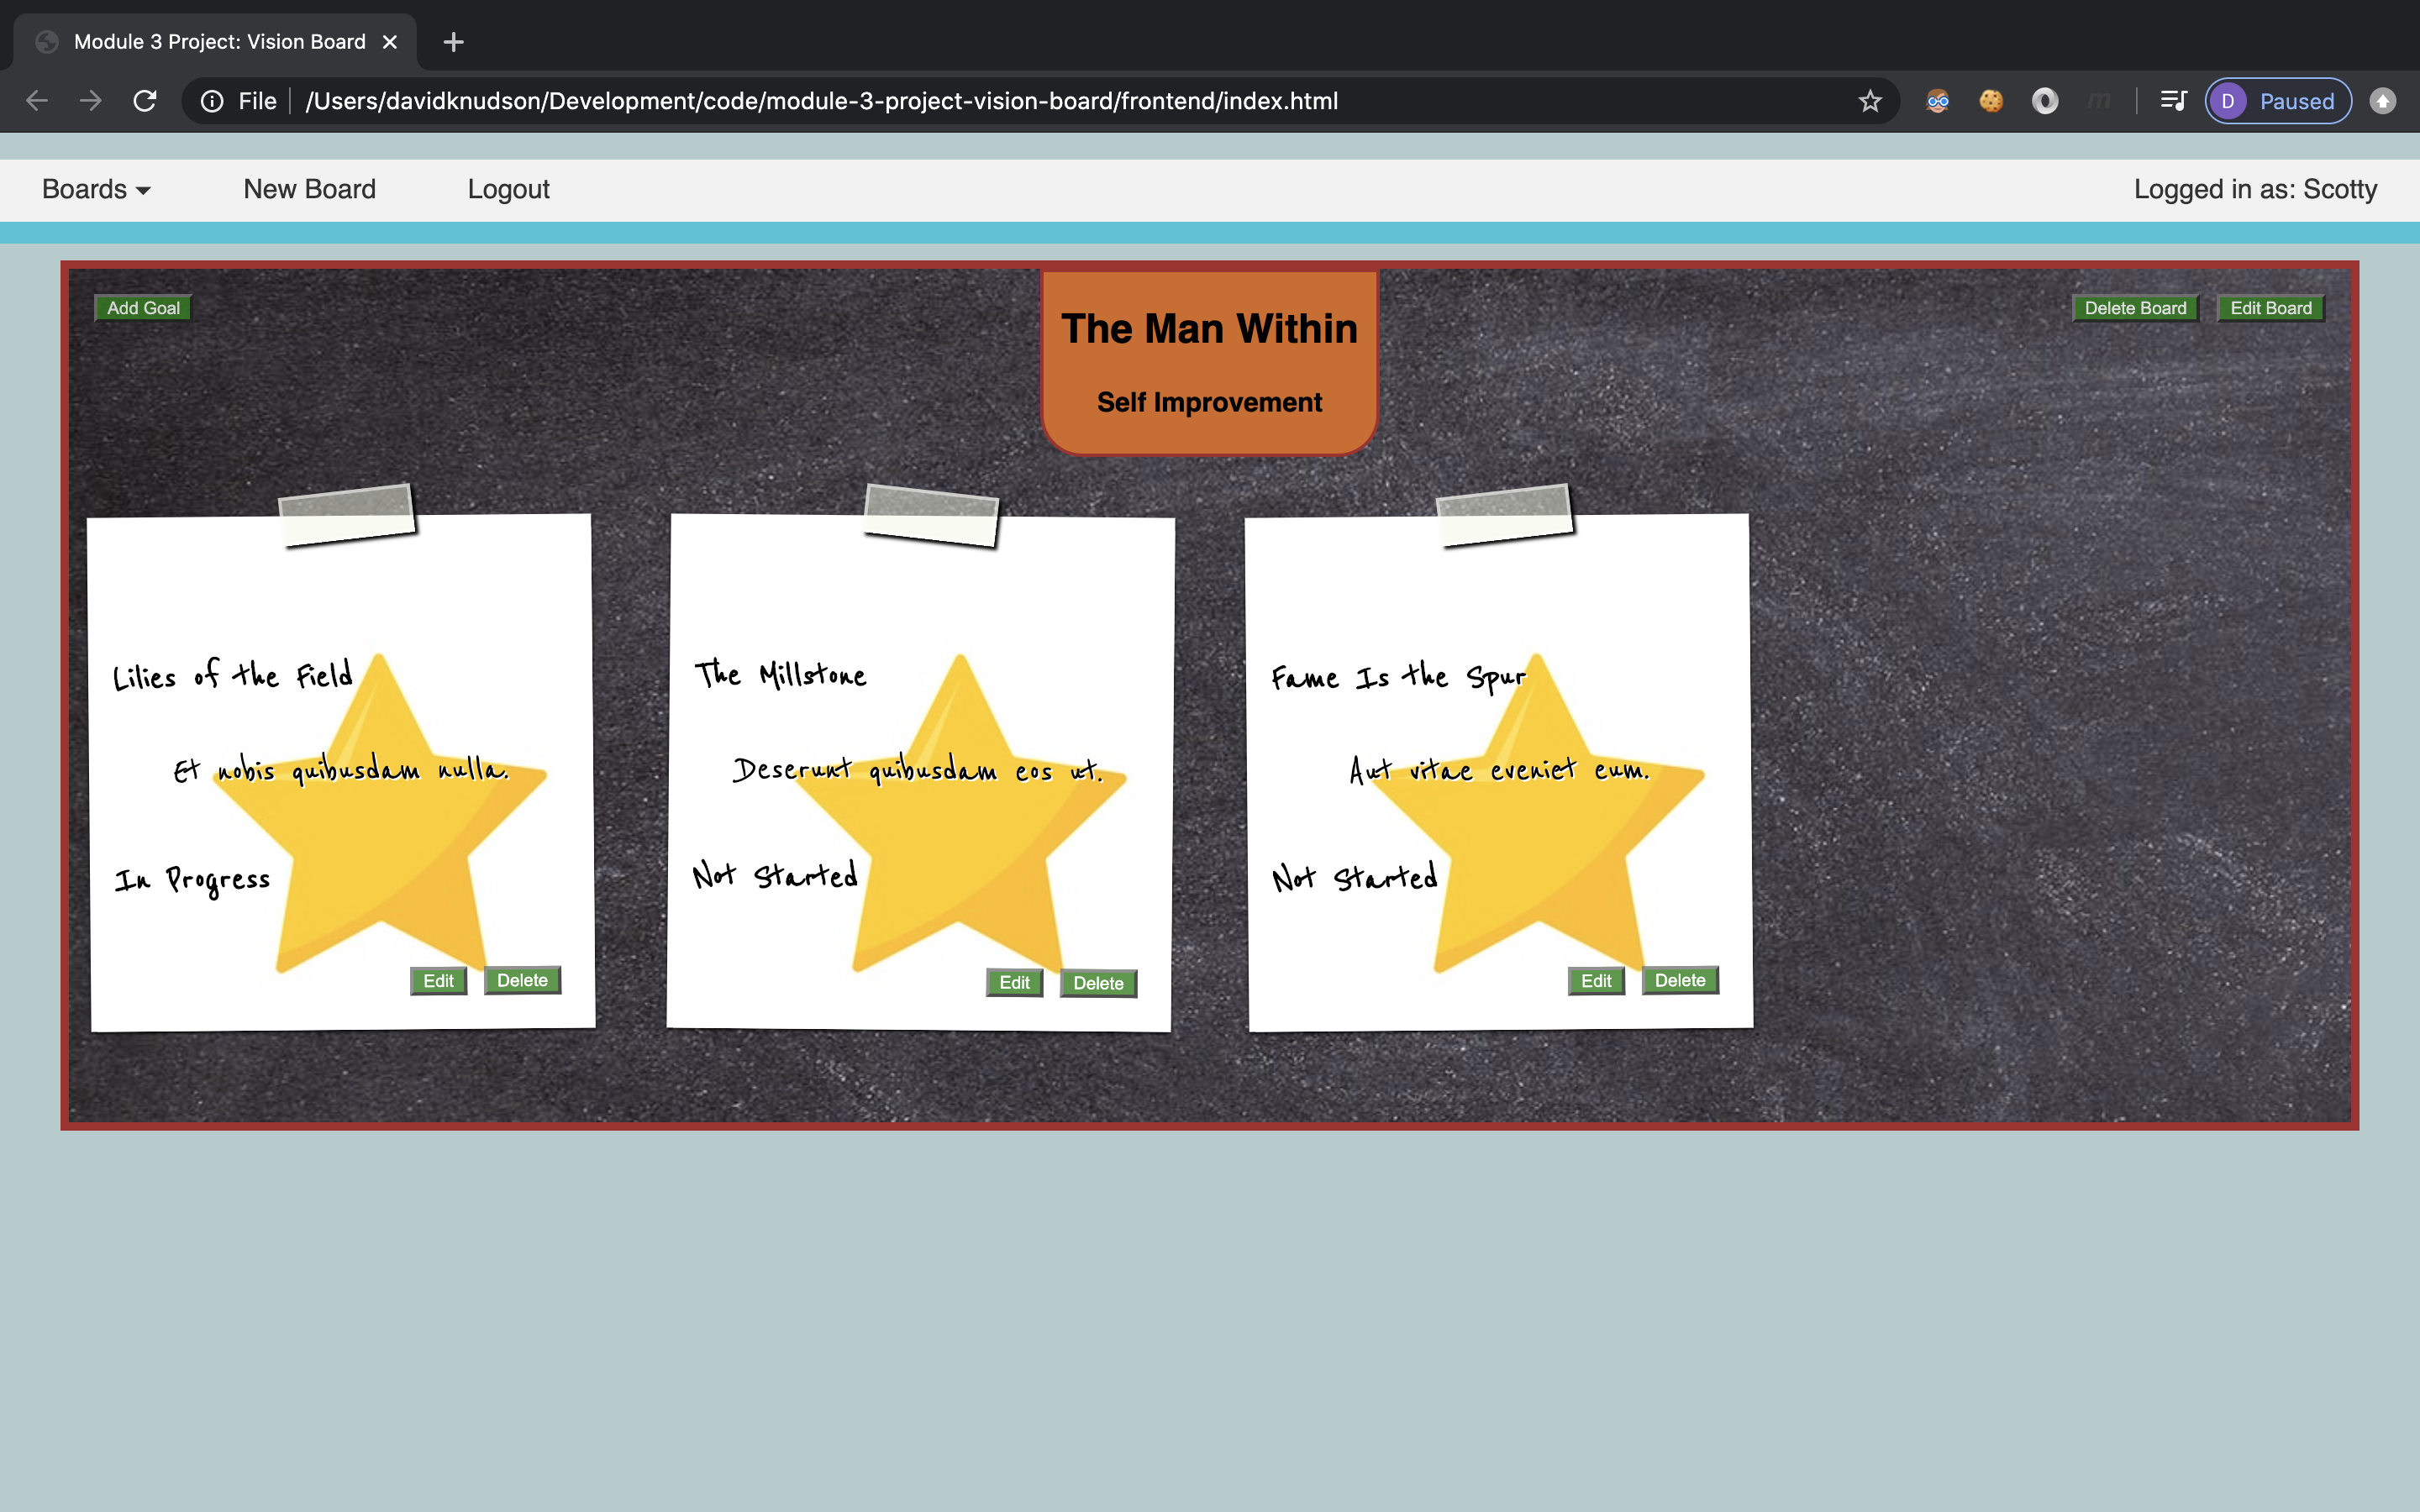 Module 3 Project: Vision Board
File /Users/davidknudson/Development/code/module-3-project-vision-board/frontend/index.html
m
D Paused
Boards New Board Logout Logged in as: Scotty
Add Goal
The Man Within
Self Improvement
Delete Board Edit Board
Lilies of the Field
Et nobis quibusdam nulla.
In Progress
Edit Delete
The Millstone
Deserunt quibusdam eos ut.
Not Started
Edit Delete
Fame Is the Spur
Aut vitae eveniet eum.
Not Started
Edit Delete